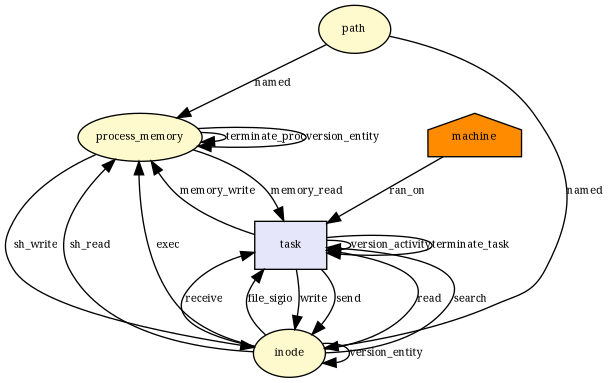 path
named
process_memory
terminate_proc
version_entity
machine
memory_write
memory_read
ran_on
named
sh_write
sh_read
exec
task
version_activity
terminate_task
receive
file_sigio
write
send
read
search
inode
version_entity